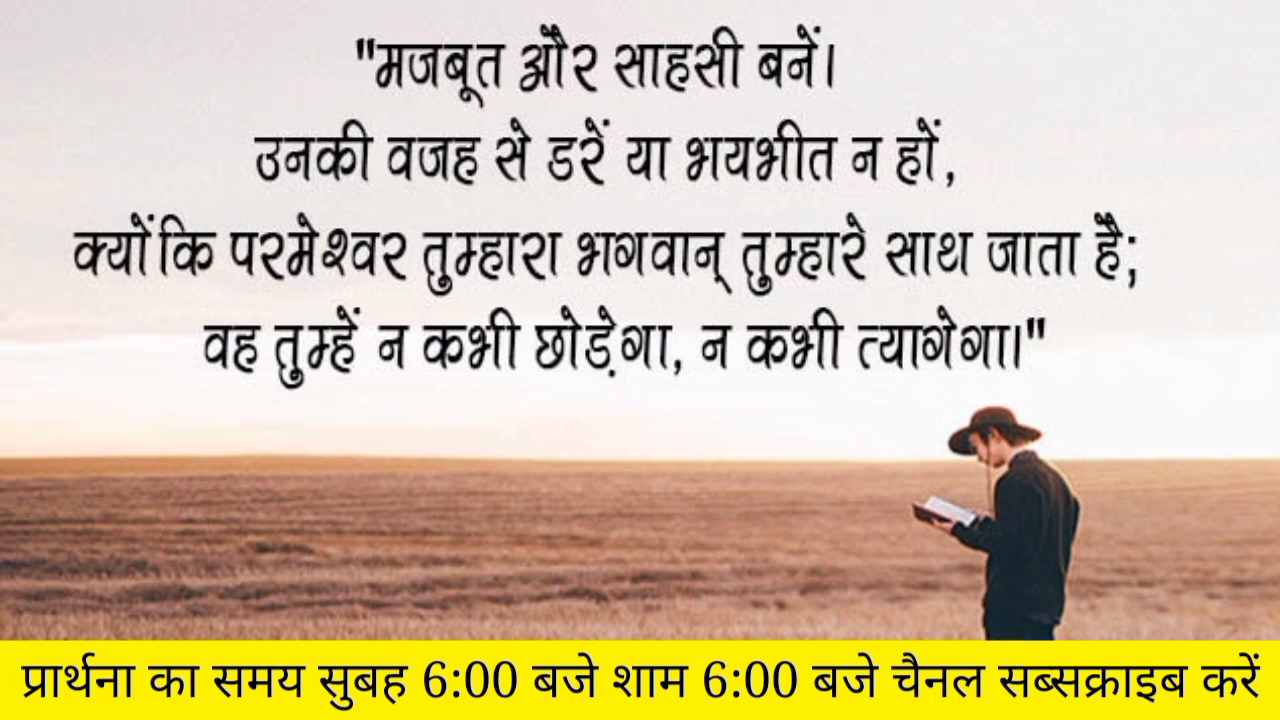 "मजबूत और साहसी बनें।
उनकी वजह से डरें या भयभीत न हों,
क्योंकि परमेश्वर तुम्हारा भगवान् तुम्हारे साथ जाता है;
वह तुम्हें न कभी छोड़ेगा, न कभी त्यागेगा।"
प्रार्थना का समय सुबह 6:00 बजे शाम 6:00 बजे चैनल सब्सक्राइब करें